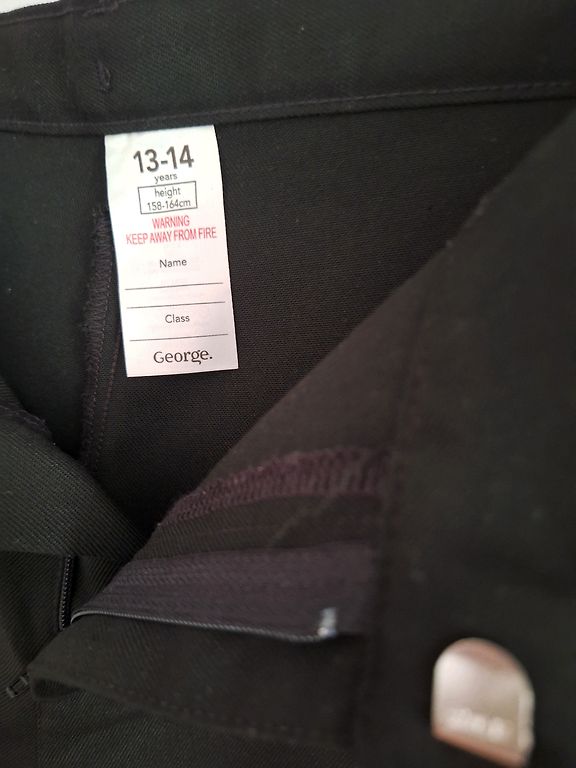 13-14
years
height
158-164cm
WARNING
KEEP AWAY FROM FIRE
Name
Class
George.